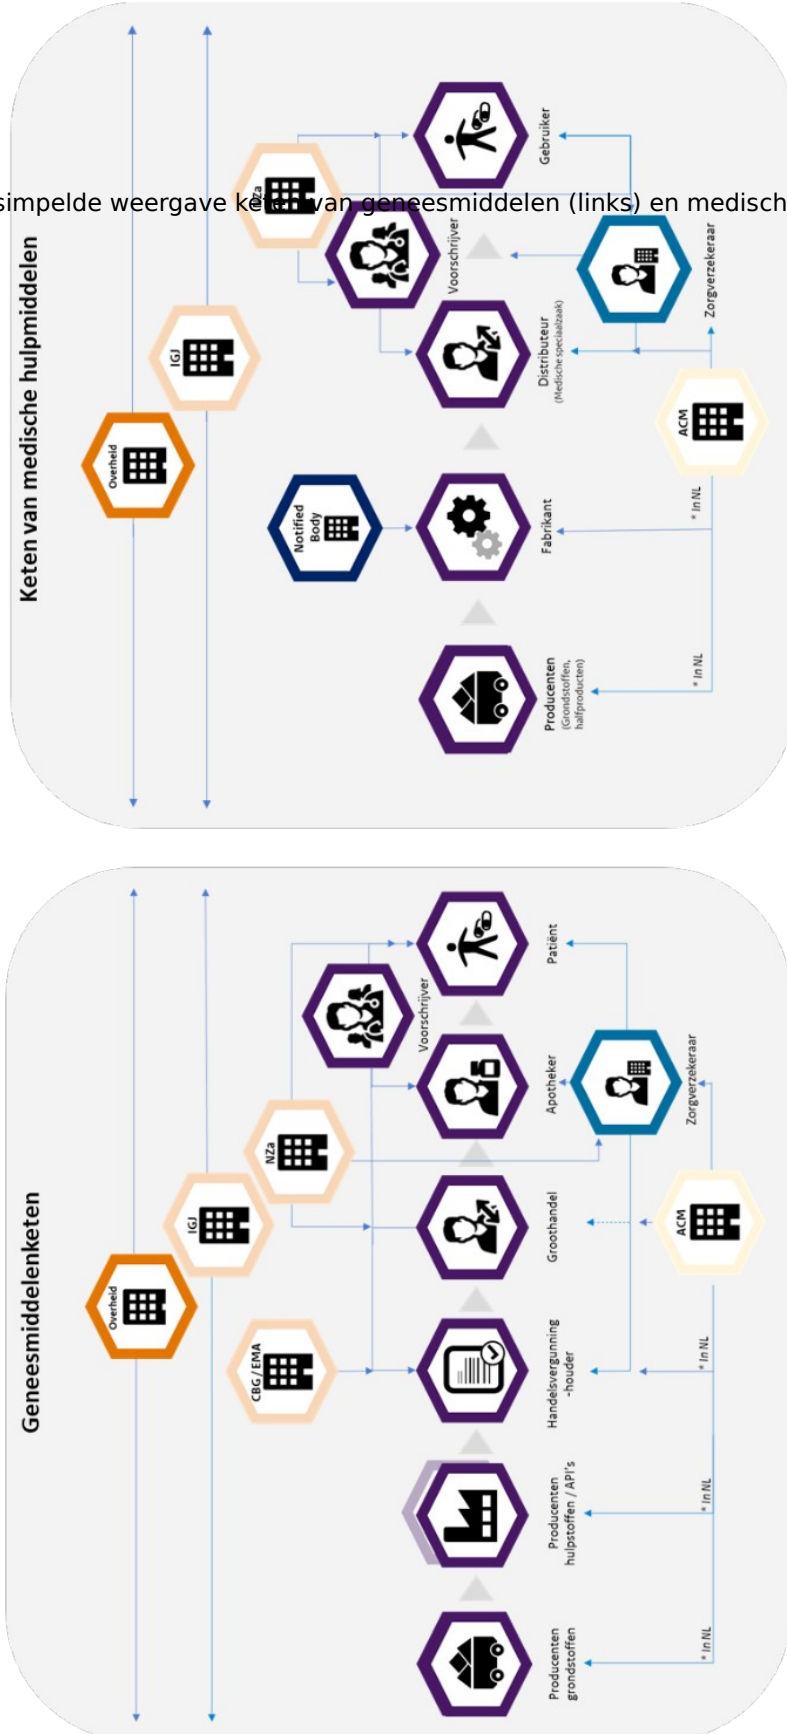 simpelde weergave keten van geneesmiddelen (links) en medisch
Geneesmiddelenketen
Overheid
IGJ
CBG / EMA
NZa
Voorschrijver
Producenten
grondstoffen
Producenten
hulpstoffen / API's
Handelsvergunning
-houder
Groothandel
Apotheker
Patiënt
Zorgverzekeraar
ACM
* In NL
* In NL
* In NL
Keten van medische hulpmiddelen
Overheid
IGJ
NZa
Notified
Body
Voorschrijver
Producenten
(Grondstoffen,
halfproducten)
Fabrikant
Distributeur
(Medische speciaalzaak)
Gebruiker
Zorgverzekeraar
ACM
* In NL
* In NL